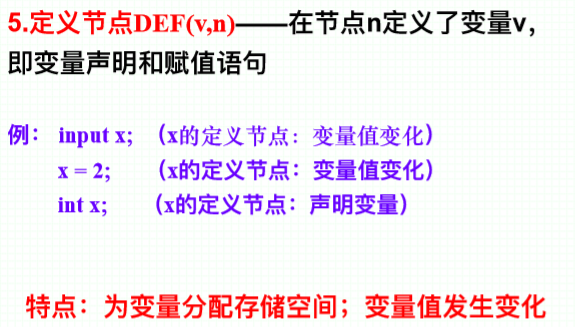 5.定义节点DEF(v,n)——在节点n定义了变量v，
即变量声明和赋值语句
例： input x; （x的定义节点：变量值变化）
x = 2; （x的定义节点：变量值变化）
int x; （x的定义节点：声明变量）
特点：为变量分配存储空间；变量值发生变化